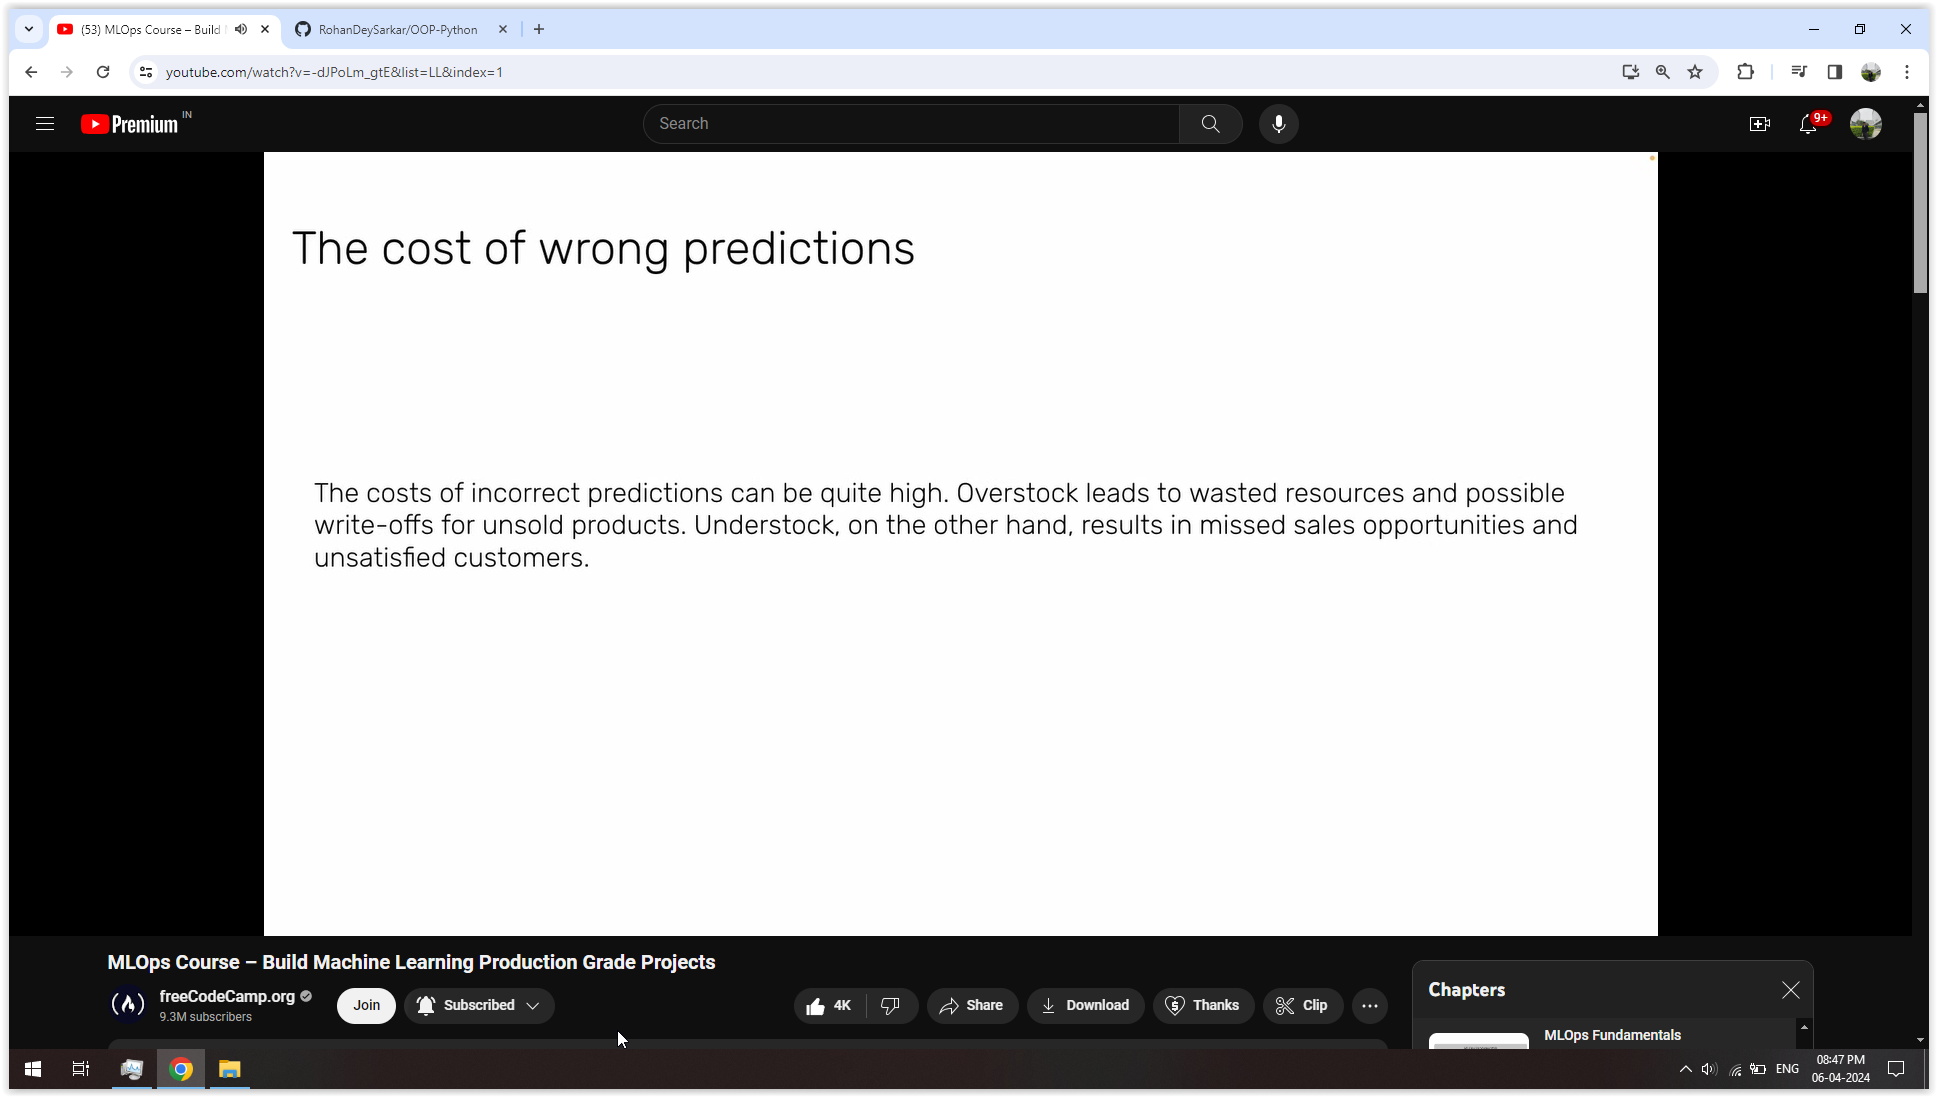 (53) MLOps Course – Build
RohanDeySarkar/OOP-Python
youtube.com/watch?v=-dJPoLm_gtE&list=LL&index=1
Premium IN
Search
9+
The cost of wrong predictions
The costs of incorrect predictions can be quite high. Overstock leads to wasted resources and possible
write-offs for unsold products. Understock, on the other hand, results in missed sales opportunities and
unsatisfied customers.
MLOps Course – Build Machine Learning Production Grade Projects
freeCodeCamp.org
9.3M subscribers
Join
Subscribed
4K
Share
Download
Thanks
Clip
Chapters
MLOps Fundamentals
ENG
08:47 PM
06-04-2024